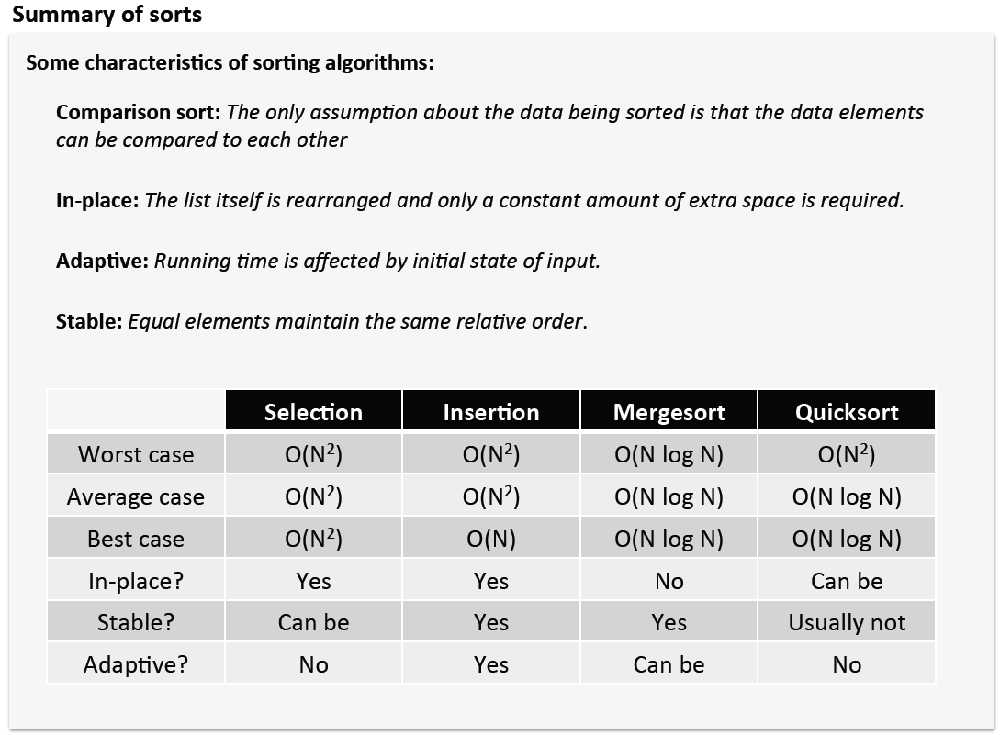 Summary of sorts
Some characteristics of sorting algorithms:
Comparison sort: The only assumption about the data being sorted is that the data elements
can be compared to each other
In-place: The list itself is rearranged and only a constant amount of extra space is required.
Adaptive: Running time is affected by initial state of input.
Stable: Equal elements maintain the same relative order.
Selection Insertion Mergesort Quicksort
Worst case O(N²) O(N²) O(N log N) O(N²)
Average case O(N²) O(N²) O(N log N) O(N log N)
Best case O(N²) O(N) O(N log N) O(N log N)
In-place? Yes Yes No Can be
Stable? Can be Yes Yes Usually not
Adaptive? No Yes Can be No